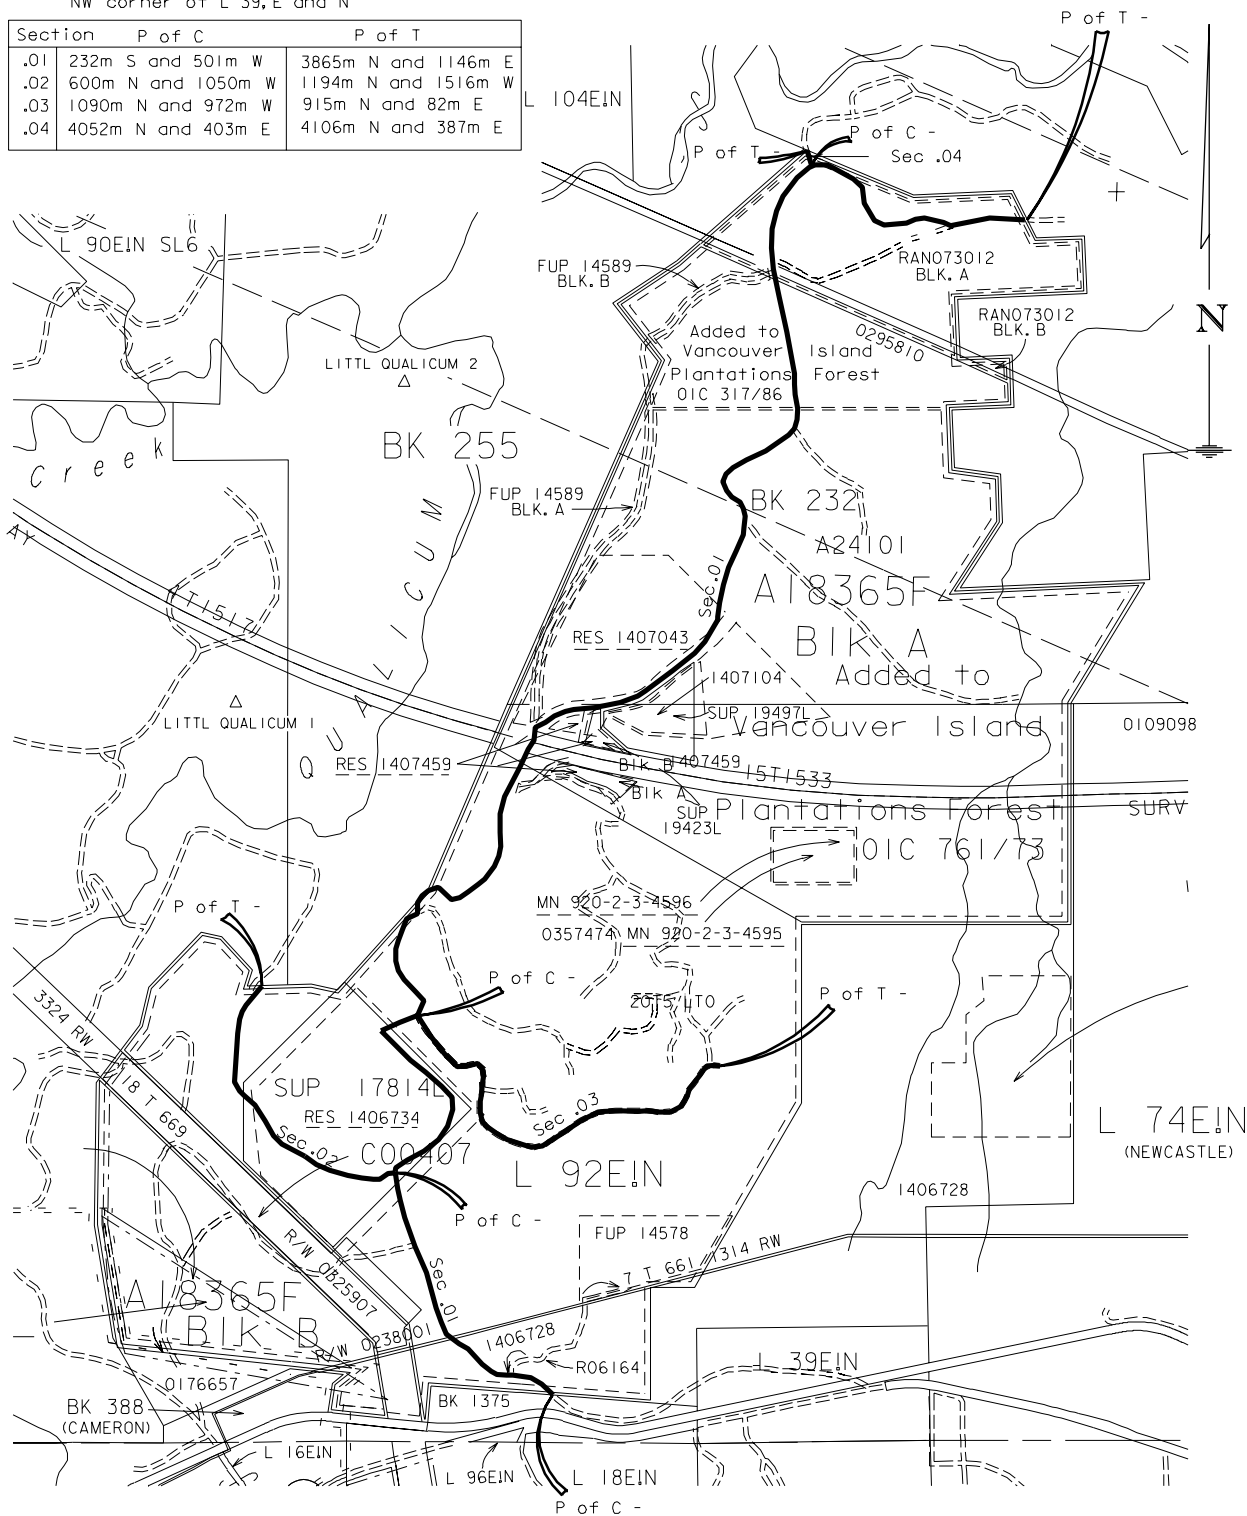 NW corner of L 39, E and N
Section P of C P of T
.01 232m S and 501m W 3865m N and 1146m E
.02 600m N and 1050m W 1194m N and 1516m W
.03 1090m N and 972m W 915m N and 82m E
.04 4052m N and 403m E 4106m N and 387m E
P of T -
L 104E!N
P of C -
P of T -
Sec .04
L 90E!N SL6
FUP 14589
BLK. B
RAN073012
BLK. A
RAN073012
BLK. B
N
Added to
Vancouver Island
Plantations Forest
OIC 317/86
0295810
LITTL QUALICUM 2
BK 255
Creek
FUP 14589
BLK. A
BK 232
A24101
A18365F
Blk A
Added to
Vancouver Island
Plantations Forest
OIC 761/73
AY
1T1517
QUALICUM
Sec.01
RES 1407043
1407104
SUP 19497L
0109098
LITTL QUALICUM 1
RES 1407459
Blk B
1407459
15T1533
Blk A
SUP
19423L
SURV
MN 920-2-3-4596
0357474 MN 920-2-3-4595
P of T -
P of C -
20T5 LTO
P of T -
3324 RW
18 T 669
SUP 17814L
RES 1406734
Sec.02
C00407
Sec .03
L 92E!N
L 74E!N
(NEWCASTLE)
1406728
P of C -
FUP 14578
R/W 0325907
7 T 661 1314 RW
A18365F
Blk B
Sec .01
R/W 0238001
1406728
R06164
L 39E!N
0176657
BK 388
(CAMERON)
BK 1375
L 16E!N
L 96E!N
L 18E!N
P of C -